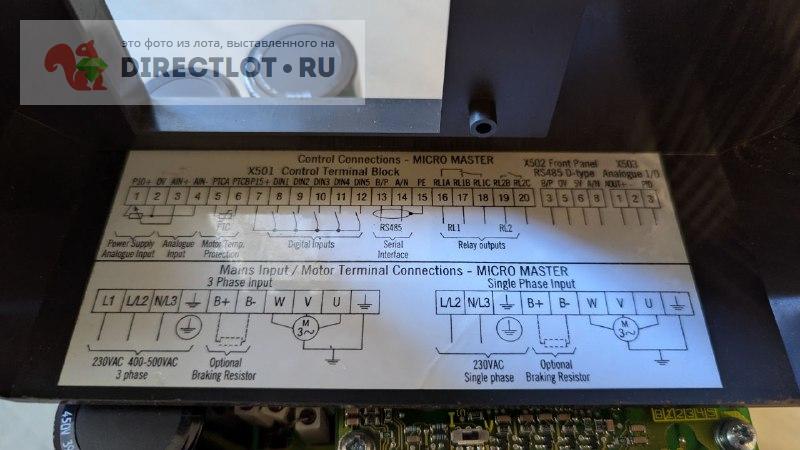 это фото из лота, выставленного на
DIRECTLOT • RU
Control Connections - MICRO MASTER
X501 Control Terminal Block
X502 Front Panel
RS485 D-type
X503
Analogue I/O
P10+ 0V AIN+ AIN- PTCA PTCB P15+ DIN1 DIN2 DIN3 DIN4 DIN5 B/P A/N PE RL1A RL1B RL1C RL2B RL2C
B/P 0V 5V A/N AOUT+ - PID
1 2 3 4 5 6 7 8 9 10 11 12 13 14 15 16 17 18 19 20
3 5 6 8 1 2 3
PTC
RS485
RL1
RL2
Power Supply
Analogue Input
Analogue
Input
Motor Temp.
Protection
Digital Inputs
Serial
Interface
Relay outputs
Mains Input / Motor Terminal Connections - MICRO MASTER
3 Phase Input
Single Phase Input
L1 L/L2 N/L3 B+ B- W V U
L/L2 N/L3 B+ B- W V U
M
3~
M
3~
230VAC 400-500VAC
3 phase
Optional
Braking Resistor
230VAC
Single phase
Optional
Braking Resistor
450V